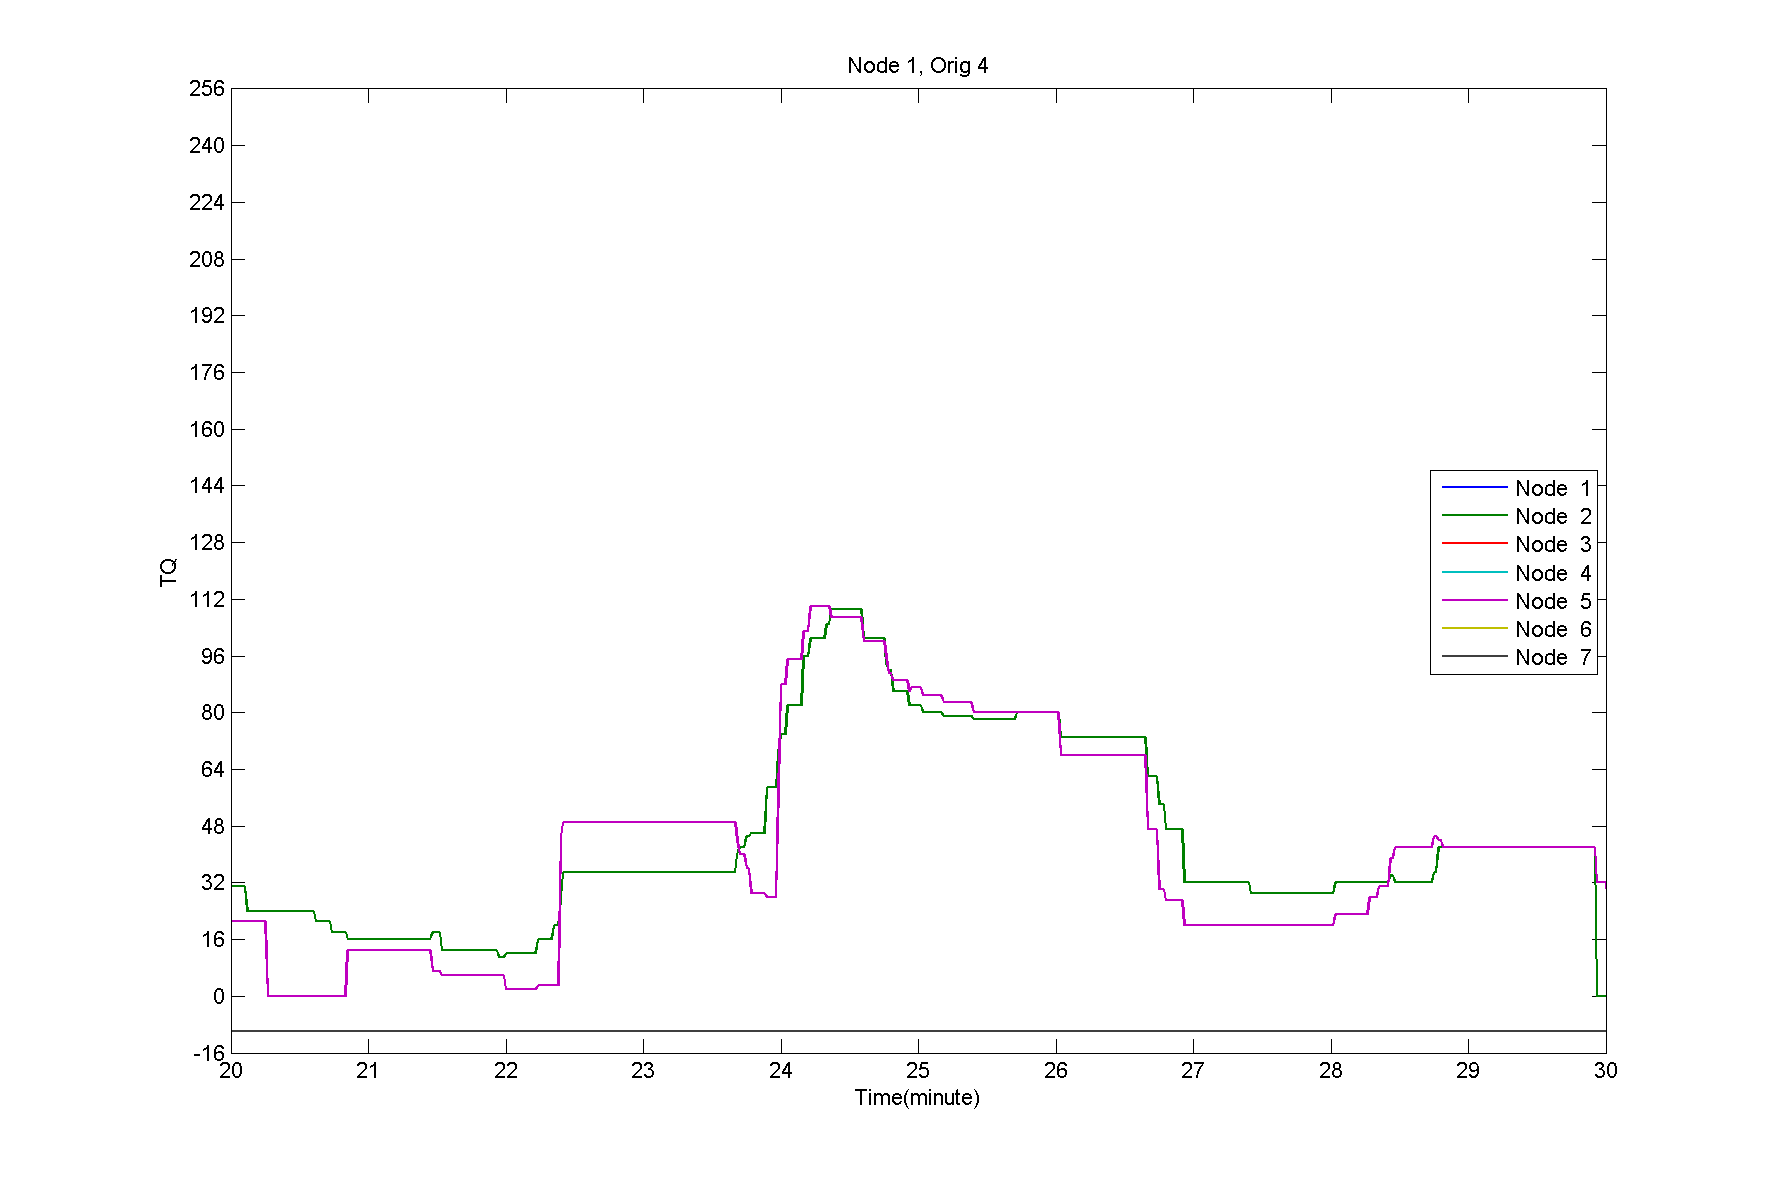 Node 1, Orig 4
256
240
224
208
192
176
160
144
128
112
96
80
64
48
32
16
0
-16
TQ
Node 1
Node 2
Node 3
Node 4
Node 5
Node 6
Node 7
20 21 22 23 24 25 26 27 28 29 30
Time(minute)